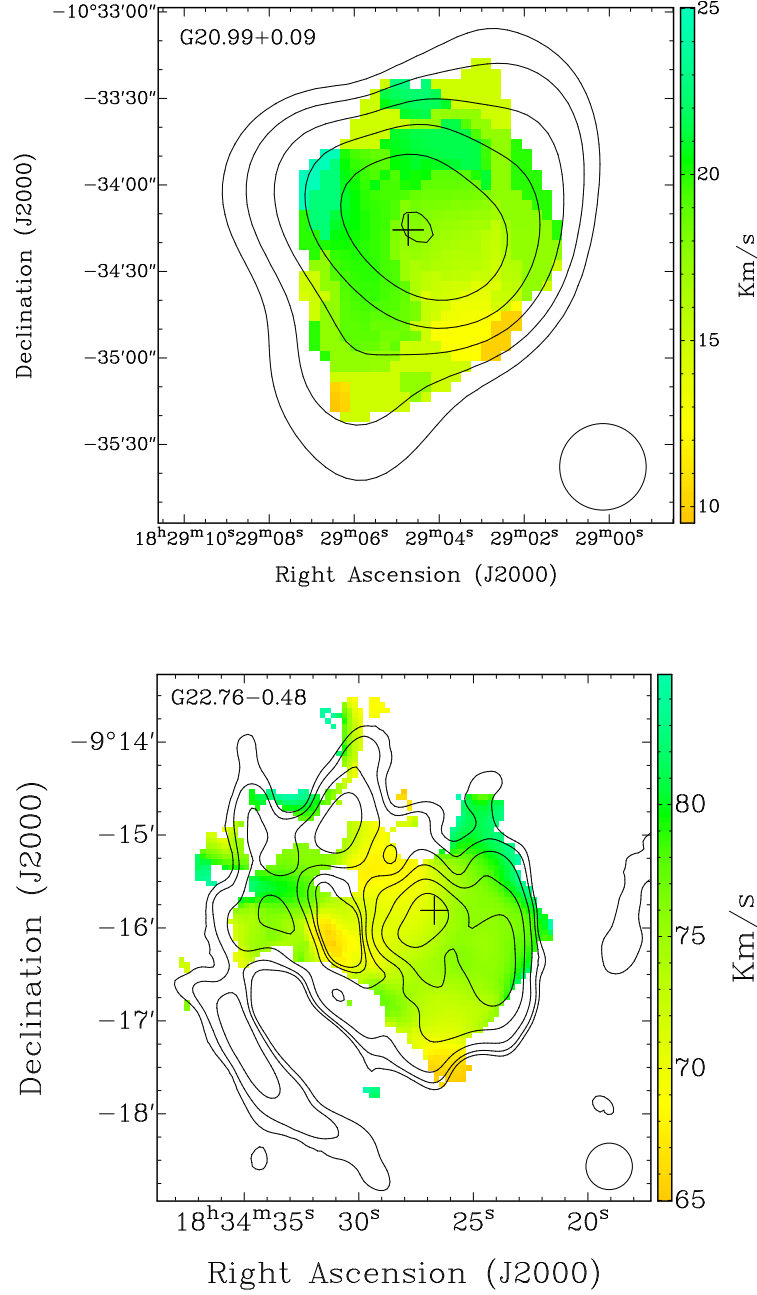 G20.99+0.09
−10°33′00″
−33′30″
−34′00″
−34′30″
−35′00″
−35′30″
Declination (J2000)
18ʰ29ᵐ10ˢ 29ᵐ08ˢ 29ᵐ06ˢ 29ᵐ04ˢ 29ᵐ02ˢ 29ᵐ00ˢ
Right Ascension (J2000)
25
20
15
10
Km/s
G22.76−0.48
−9°14′
−15′
−16′
−17′
−18′
Declination (J2000)
18ʰ34ᵐ35ˢ 30ˢ 25ˢ 20ˢ
Right Ascension (J2000)
80
75
70
65
Km/s